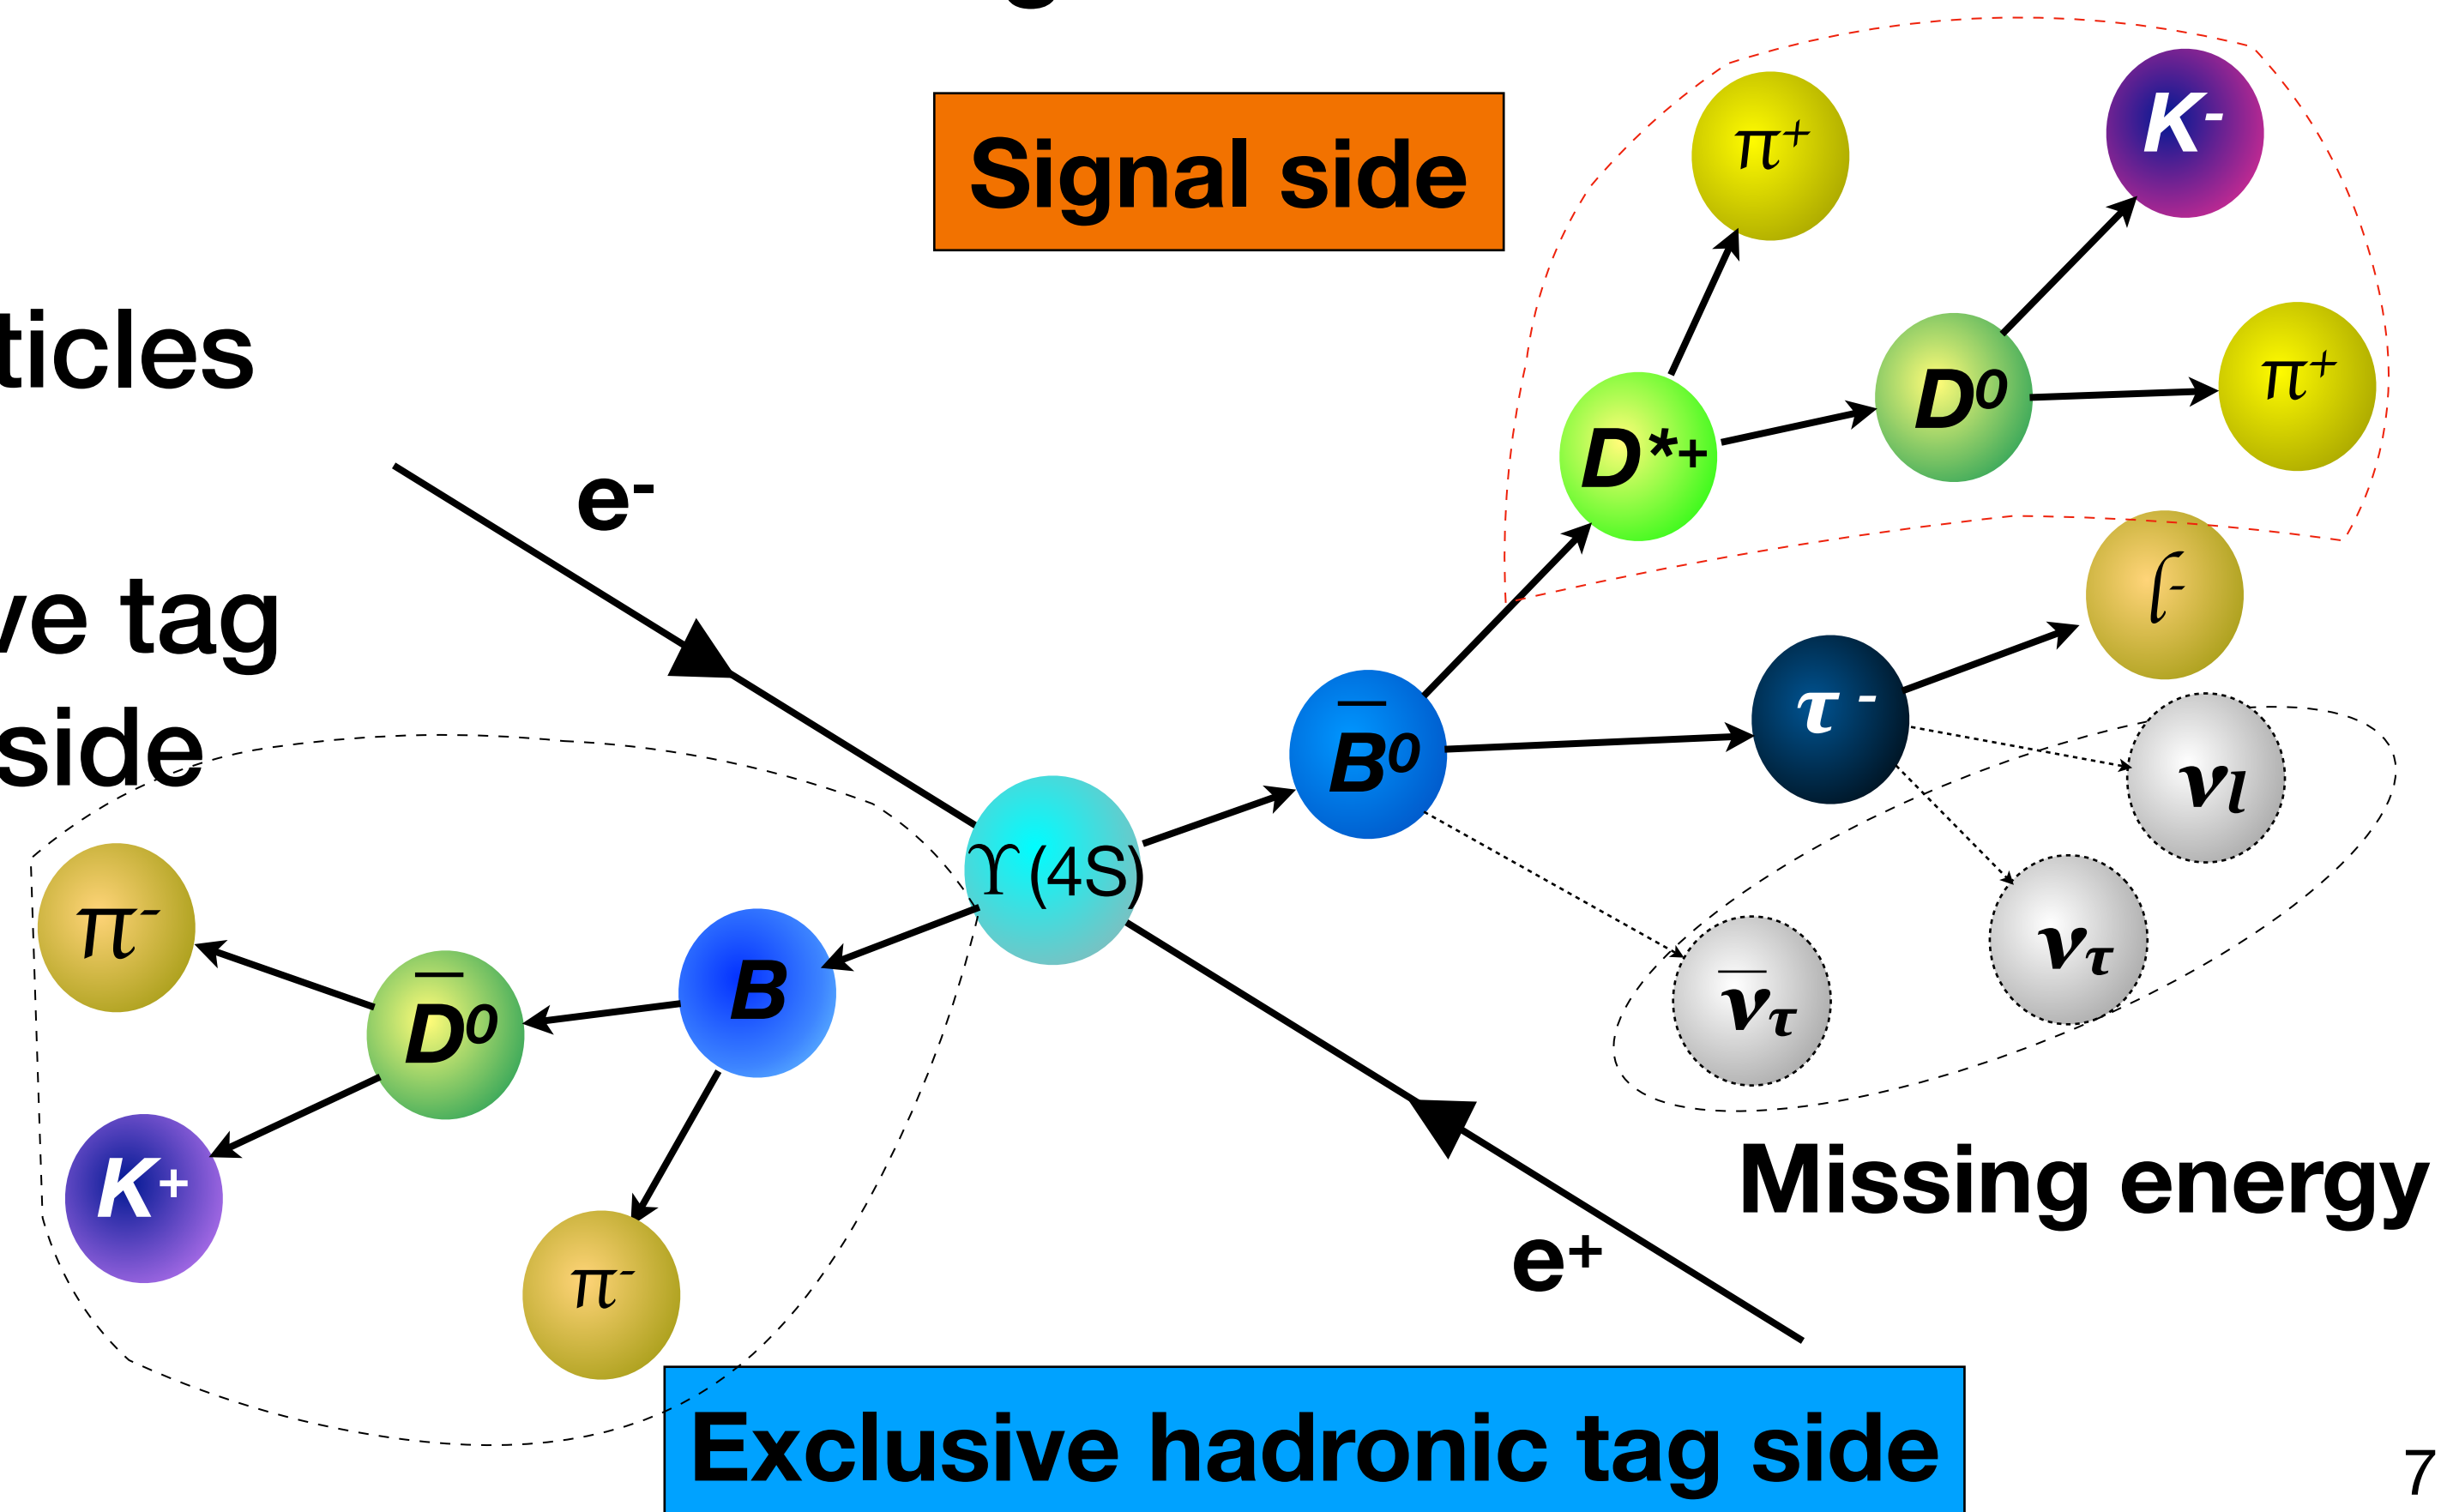 Signal side
π+
K-
ticles
D*+
D0
π+
e-
ve tag
l-
side
τ -
B̅0
νl
ϒ(4S)
π-
B
ντ
D̅0
ν̅τ
K+
Missing energy
e+
π-
Exclusive hadronic tag side
7